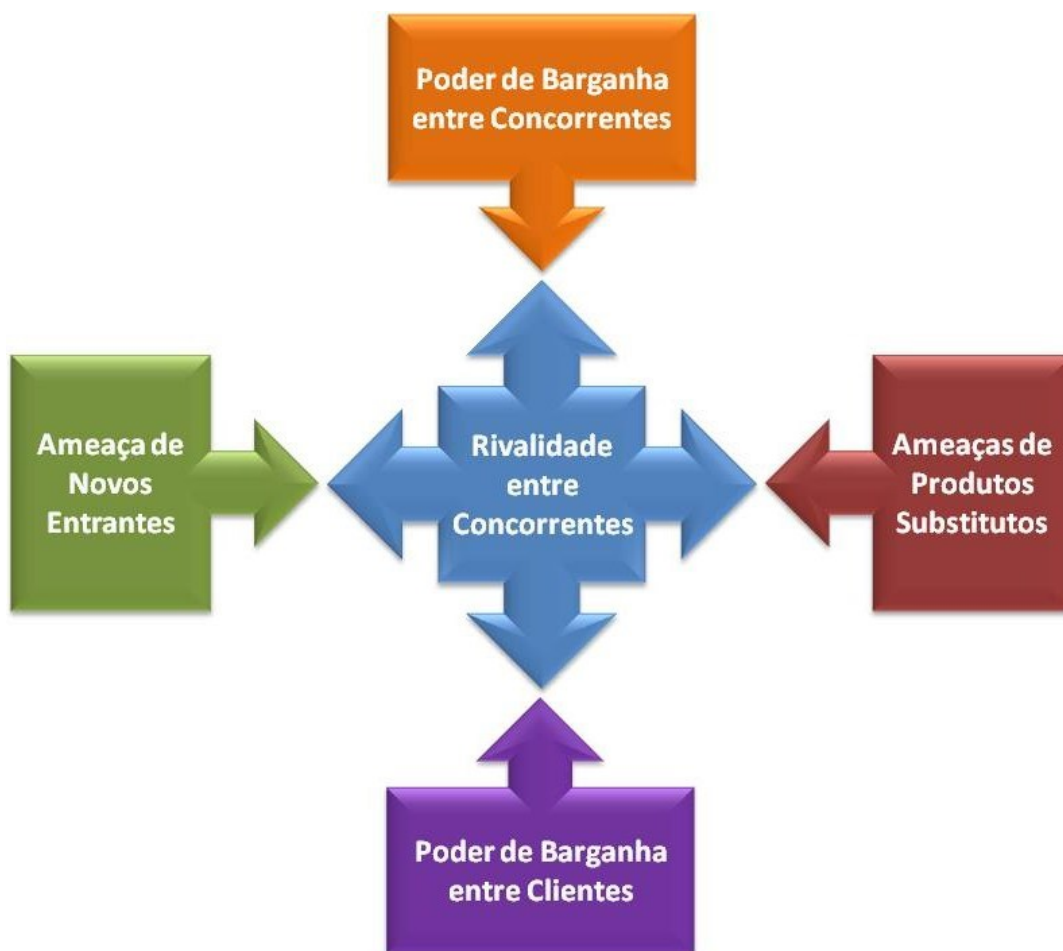 Poder de Barganha
entre Concorrentes
Ameaça de
Novos
Entrantes
Rivalidade
entre
Concorrentes
Ameaças de
Produtos
Substitutos
Poder de Barganha
entre Clientes